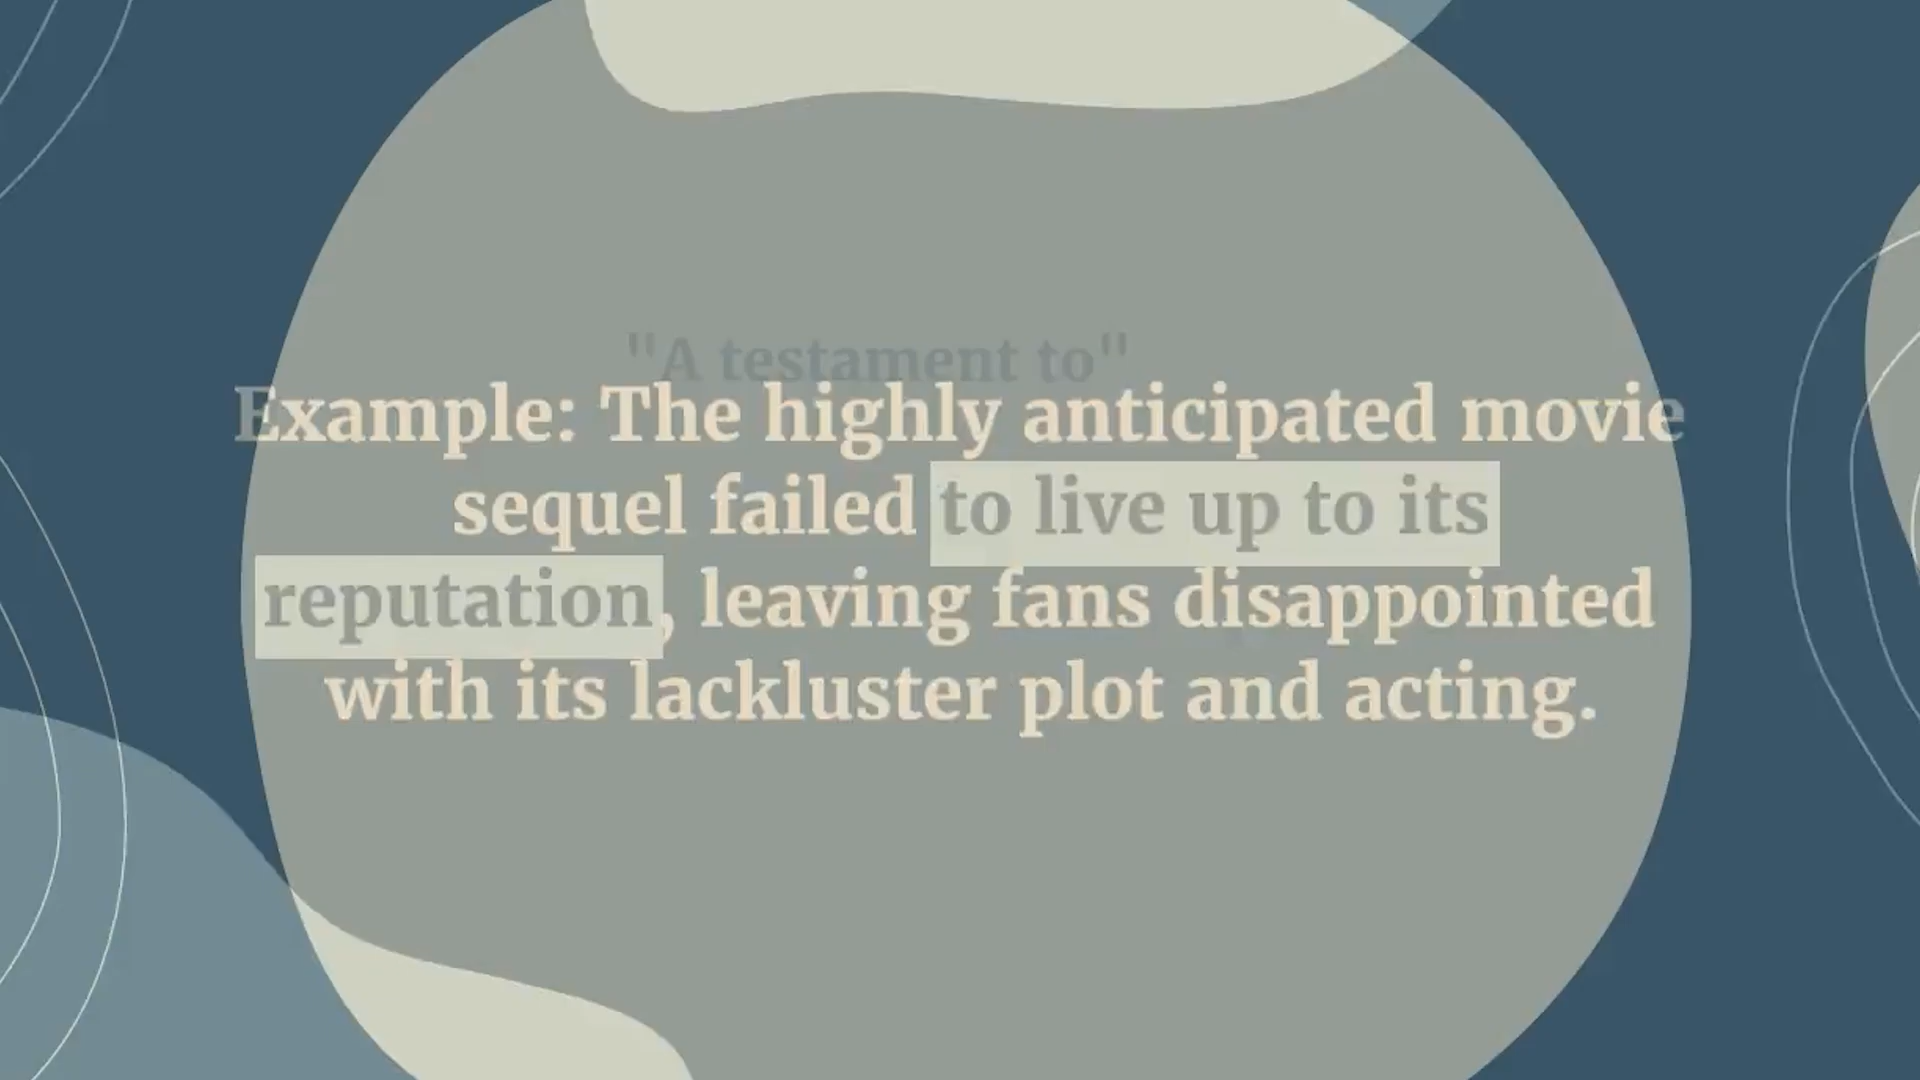 "A testament to"
Example: The highly anticipated movie
sequel failed to live up to its
reputation, leaving fans disappointed
with its lackluster plot and acting.